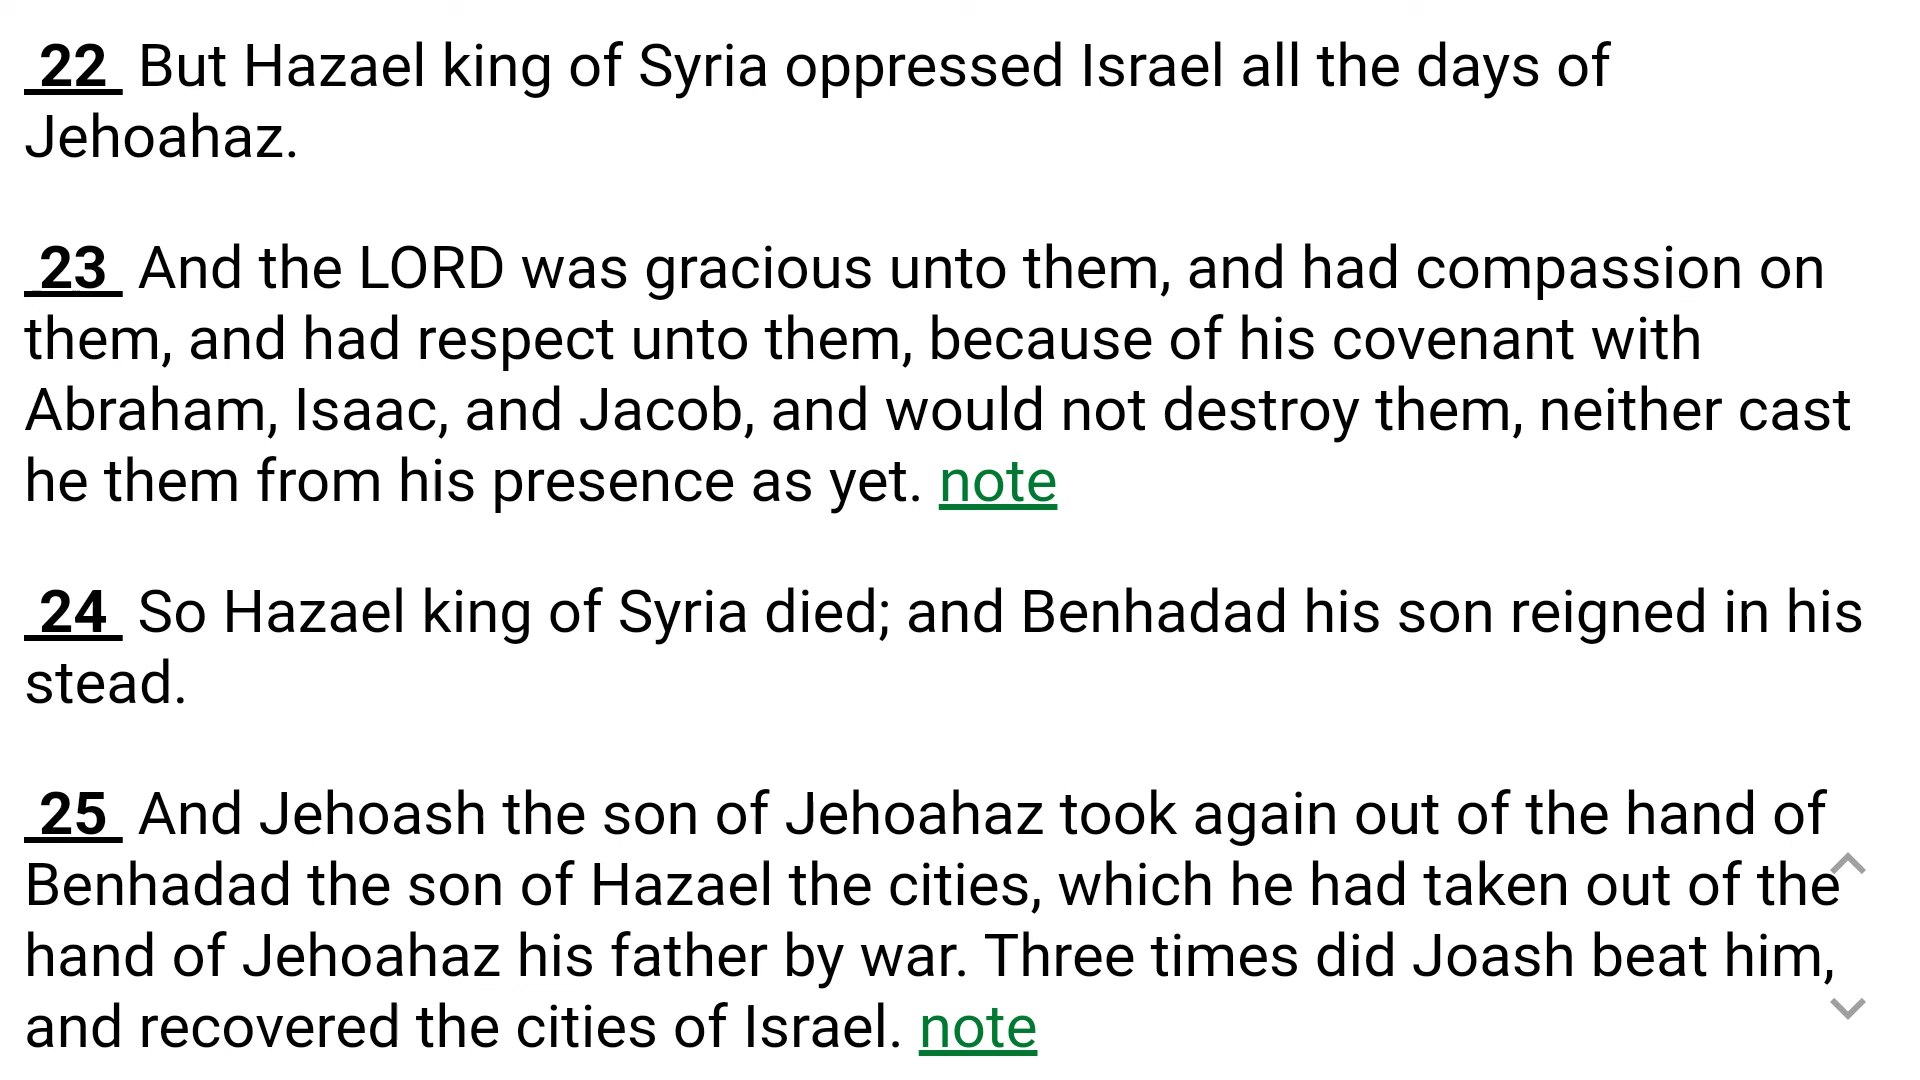 22 But Hazael king of Syria oppressed Israel all the days of
Jehoahaz.
23 And the LORD was gracious unto them, and had compassion on
them, and had respect unto them, because of his covenant with
Abraham, Isaac, and Jacob, and would not destroy them, neither cast
he them from his presence as yet. note
24 So Hazael king of Syria died; and Benhadad his son reigned in his
stead.
25 And Jehoash the son of Jehoahaz took again out of the hand of
Benhadad the son of Hazael the cities, which he had taken out of the
hand of Jehoahaz his father by war. Three times did Joash beat him,
and recovered the cities of Israel. note